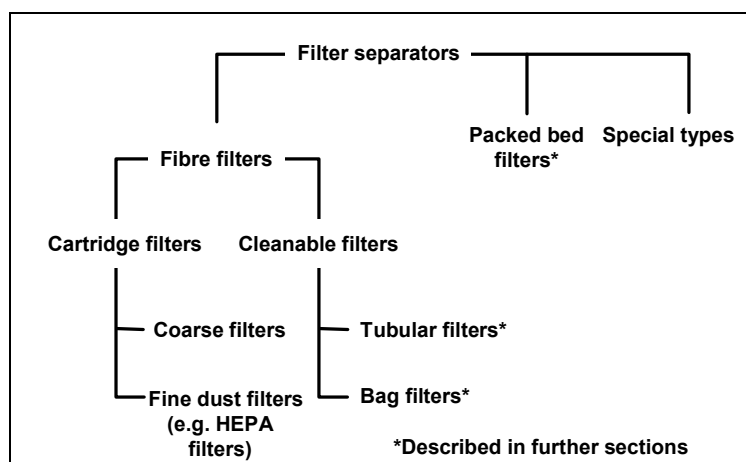 Filter separators
Packed bed
filters*
Special types
Fibre filters
Cartridge filters
Cleanable filters
Coarse filters
Tubular filters*
Fine dust filters
(e.g. HEPA
filters)
Bag filters*
*Described in further sections